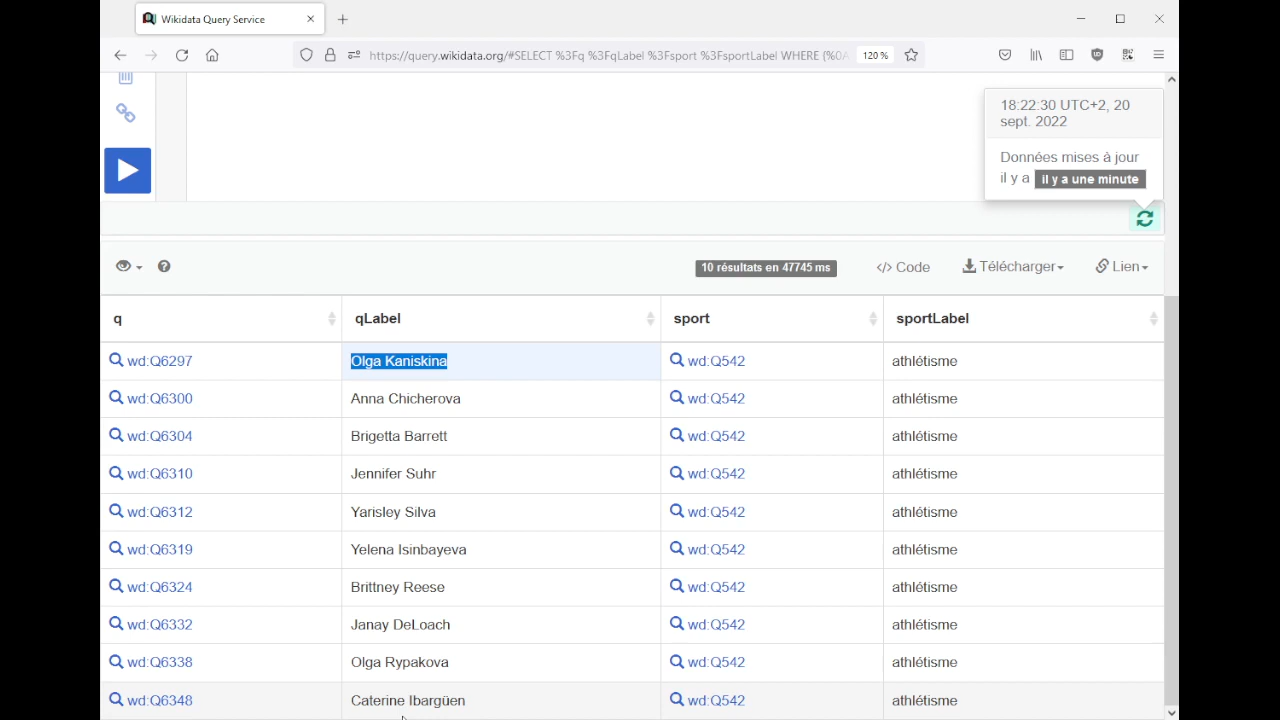 Wikidata Query Service
https://query.wikidata.org/#SELECT %3Fq %3FqLabel %3Fsport %3FsportLabel WHERE {%0A
120 %
18:22:30 UTC+2, 20
sept. 2022
Données mises à jour
il y a il y a une minute
10 résultats en 47745 ms
</> Code
Télécharger
Lien
q qLabel sport sportLabel
wd:Q6297 Olga Kaniskina wd:Q542 athlétisme
wd:Q6300 Anna Chicherova wd:Q542 athlétisme
wd:Q6304 Brigetta Barrett wd:Q542 athlétisme
wd:Q6310 Jennifer Suhr wd:Q542 athlétisme
wd:Q6312 Yarisley Silva wd:Q542 athlétisme
wd:Q6319 Yelena Isinbayeva wd:Q542 athlétisme
wd:Q6324 Brittney Reese wd:Q542 athlétisme
wd:Q6332 Janay DeLoach wd:Q542 athlétisme
wd:Q6338 Olga Rypakova wd:Q542 athlétisme
wd:Q6348 Caterine Ibargüen wd:Q542 athlétisme